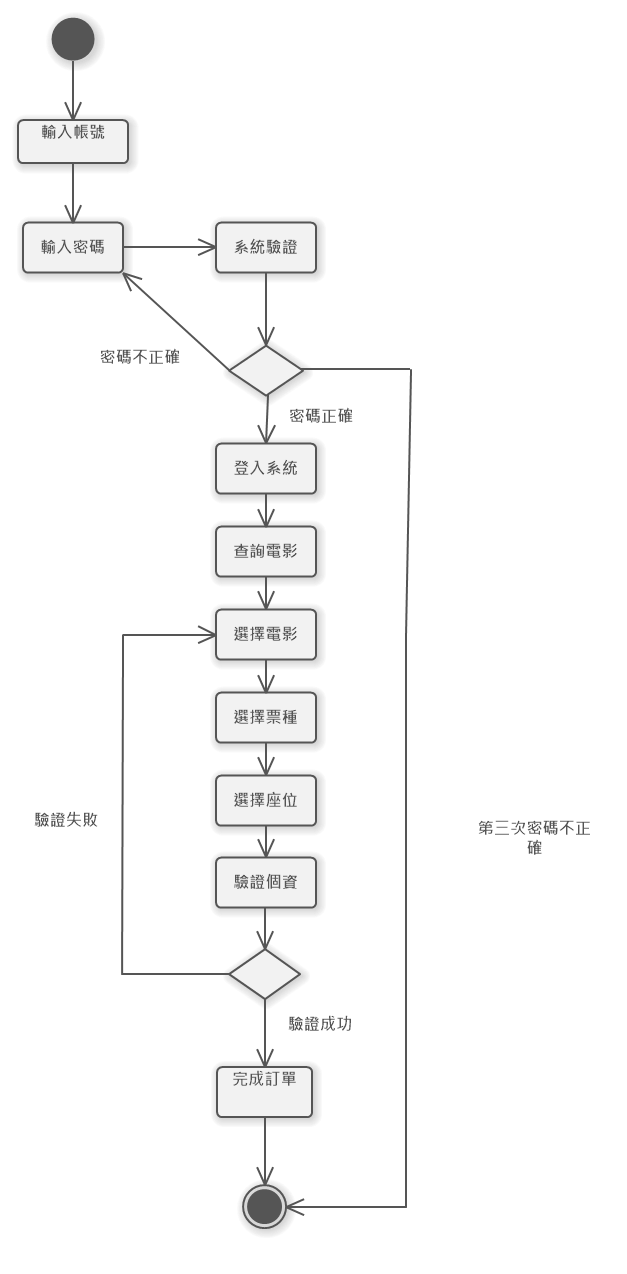 輸入帳號
輸入密碼
系統驗證
密碼不正確
密碼正確
登入系統
查詢電影
選擇電影
選擇票種
選擇座位
驗證失敗
第三次密碼不正
確
驗證個資
驗證成功
完成訂單